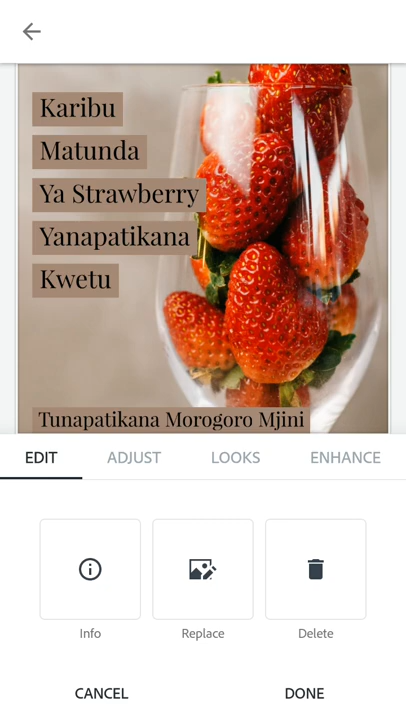 Karibu
Matunda
Ya Strawberry
Yanapatikana
Kwetu
Tunapatikana Morogoro Mjini
EDIT ADJUST LOOKS ENHANCE
Info Replace Delete
CANCEL DONE